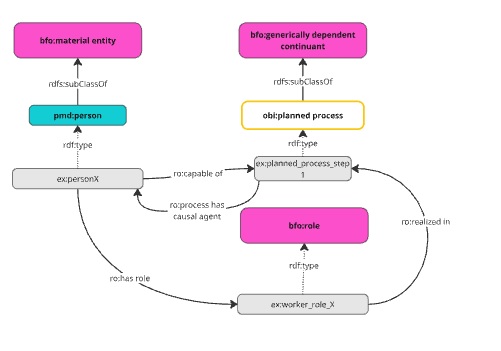 bfo:material entity
bfo:generically dependent
continuant
rdfs:subClassOf
rdfs:subClassOf
pmd:person
obi:planned process
rdf:type
rdf:type
ex:personX
ro:capable of
ex:planned_process_step
1
ro:process has
causal agent
bfo:role
ro:realized in
rdf:type
ro:has role
ex:worker_role_X